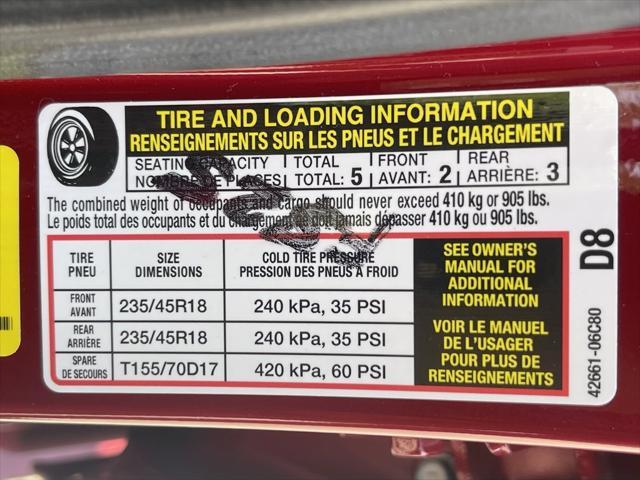 TIRE AND LOADING INFORMATION
RENSEIGNEMENTS SUR LES PNEUS ET LE CHARGEMENT
SEATING CAPACITY TOTAL FRONT REAR
NOMBRE DE PLACES TOTAL: 5 AVANT: 2 ARRIÈRE: 3
The combined weight of occupants and cargo should never exceed 410 kg or 905 lbs.
Le poids total des occupants et du chargement ne doit jamais dépasser 410 kg ou 905 lbs.
TIRE
PNEU
SIZE
DIMENSIONS
COLD TIRE PRESSURE
PRESSION DES PNEUS À FROID
FRONT
AVANT
235/45R18
240 kPa, 35 PSI
REAR
ARRIÈRE
235/45R18
240 kPa, 35 PSI
SPARE
DE SECOURS
T155/70D17
420 kPa, 60 PSI
SEE OWNER'S
MANUAL FOR
ADDITIONAL
INFORMATION
VOIR LE MANUEL
DE L'USAGER
POUR PLUS DE
RENSEIGNEMENTS
D8
42661-06C80